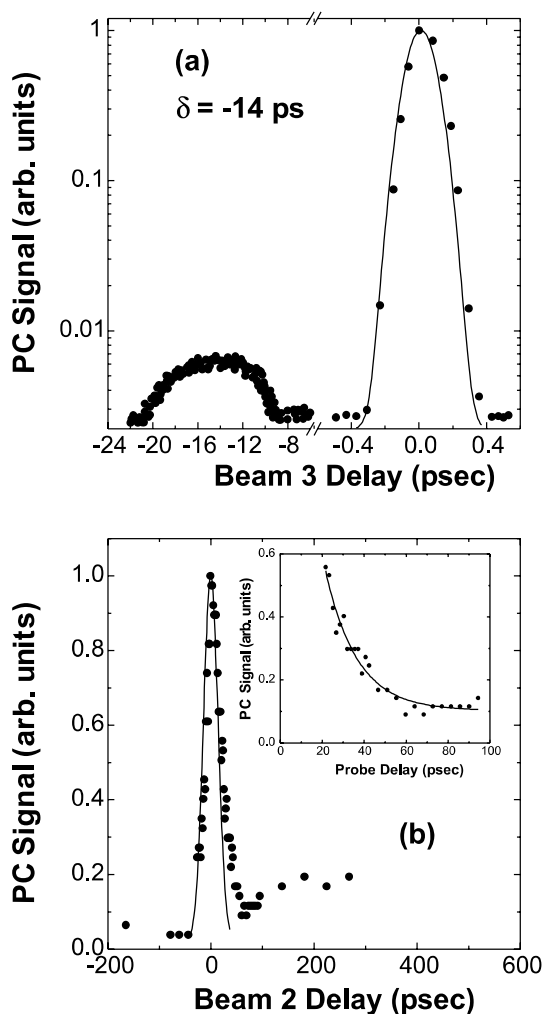 (a)
δ = -14 ps
PC Signal (arb. units)
1
0.1
0.01
-24 -20 -16 -12 -8 -0.4 0.0 0.4
Beam 3 Delay (psec)
PC Signal (arb. units)
1.0
0.8
0.6
0.4
0.2
0.0
-200 0 200 400 600
Beam 2 Delay (psec)
(b)
PC Signal (arb. units)
0.6
0.4
0.2
0.0
0 20 40 60 80 100
Probe Delay (psec)